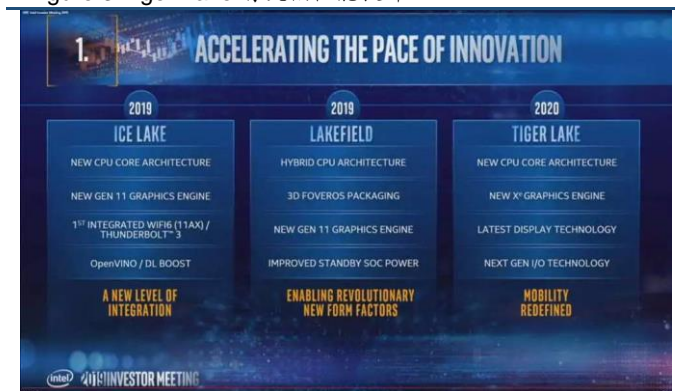 1.
ACCELERATING THE PACE OF INNOVATION
2019
ICE LAKE
NEW CPU CORE ARCHITECTURE
NEW GEN 11 GRAPHICS ENGINE
1ST INTEGRATED WIFI6 (11AX) /
THUNDERBOLT™ 3
OpenVINO / DL BOOST
A NEW LEVEL OF
INTEGRATION
2019
LAKEFIELD
HYBRID CPU ARCHITECTURE
3D FOVEROS PACKAGING
NEW GEN 11 GRAPHICS ENGINE
IMPROVED STANDBY SOC POWER
ENABLING REVOLUTIONARY
NEW FORM FACTORS
2020
TIGER LAKE
NEW CPU CORE ARCHITECTURE
NEW Xe GRAPHICS ENGINE
LATEST DISPLAY TECHNOLOGY
NEXT GEN I/O TECHNOLOGY
MOBILITY
REDEFINED
intel 2019 INVESTOR MEETING